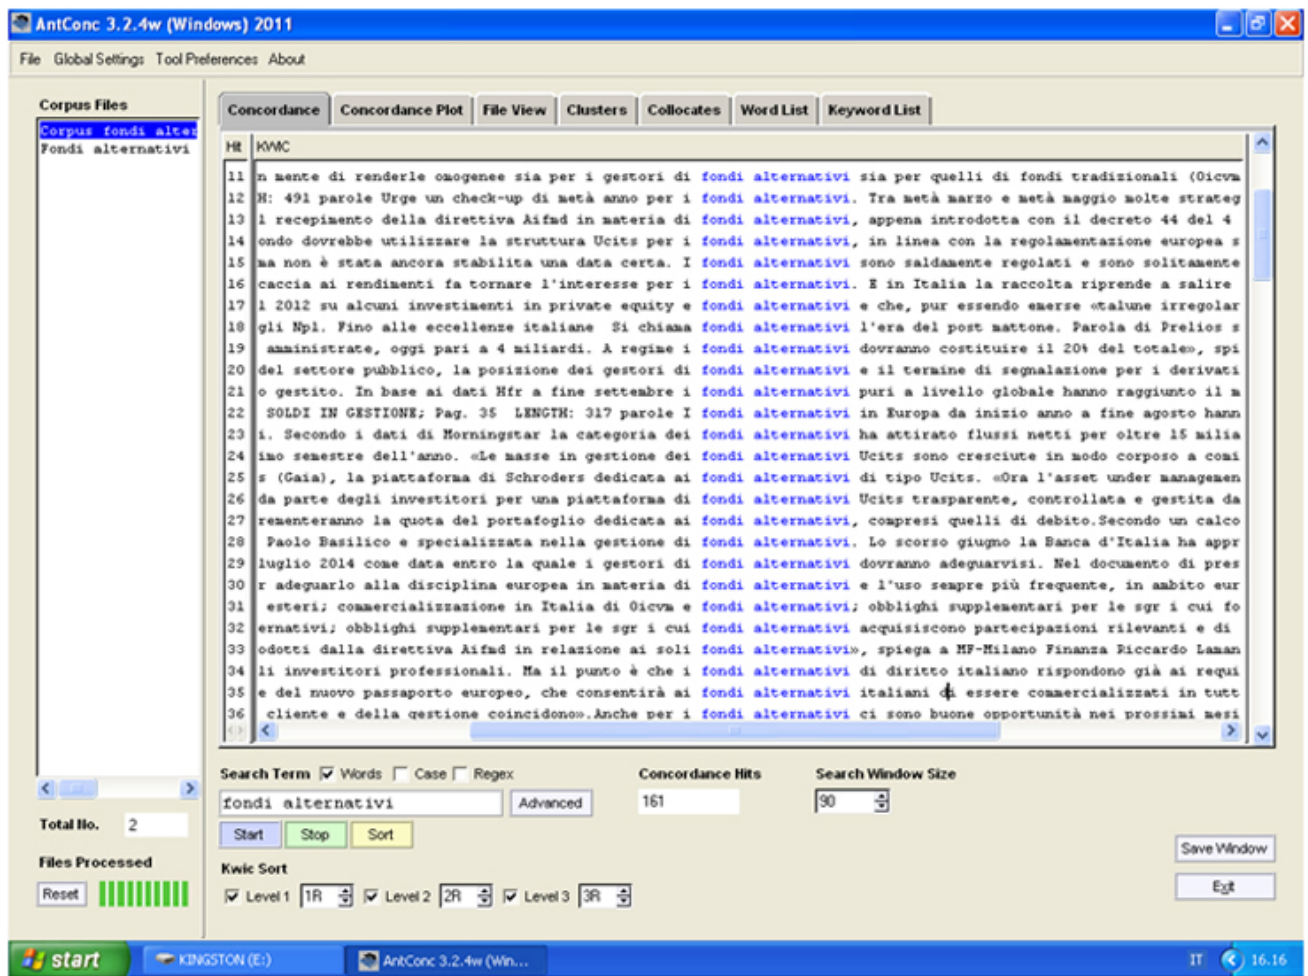 AntConc 3.2.4w (Windows) 2011
File Global Settings Tool Preferences About
Corpus Files
Corpus fondi alter
Fondi alternativi
Concordance Concordance Plot File View Clusters Collocates Word List Keyword List
Hit KWIC
11 n mente di renderle omogenee sia per i gestori di fondi alternativi sia per quelli di fondi tradizionali (Oicvm
12 H: 491 parole Urge un check-up di metà anno per i fondi alternativi. Tra metà marzo e metà maggio molte strateg
13 l recepimento della direttiva Aifmd in materia di fondi alternativi, appena introdotta con il decreto 44 del 4
14 ondo dovrebbe utilizzare la struttura Ucits per i fondi alternativi, in linea con la regolamentazione europea s
15 ma non è stata ancora stabilita una data certa. I fondi alternativi sono saldamente regolati e sono solitamente
16 caccia ai rendimenti fa tornare l'interesse per i fondi alternativi. E in Italia la raccolta riprende a salire
17 l 2012 su alcuni investimenti in private equity e fondi alternativi e che, pur essendo emerse «talune irregolar
18 gli Npl. Fino alle eccellenze italiane Si chiama fondi alternativi l'era del post mattone. Parola di Prelios s
19 amministrate, oggi pari a 4 miliardi. A regime i fondi alternativi dovranno costituire il 20% del totale», spi
20 del settore pubblico, la posizione dei gestori di fondi alternativi e il termine di segnalazione per i derivati
21 o gestito. In base ai dati Hfr a fine settembre i fondi alternativi puri a livello globale hanno raggiunto il m
22 SOLDI IN GESTIONE; Pag. 35 LENGTH: 317 parole I fondi alternativi in Europa da inizio anno a fine agosto hann
23 i. Secondo i dati di Morningstar la categoria dei fondi alternativi ha attirato flussi netti per oltre 15 milia
24 imo semestre dell'anno. «Le masse in gestione dei fondi alternativi Ucits sono cresciute in modo corposo a comi
25 s (Gaia), la piattaforma di Schroders dedicata ai fondi alternativi di tipo Ucits. «Ora l'asset under managemen
26 da parte degli investitori per una piattaforma di fondi alternativi Ucits trasparente, controllata e gestita da
27 rementeranno la quota del portafoglio dedicata ai fondi alternativi, compresi quelli di debito.Secondo un calco
28 Paolo Basilico e specializzata nella gestione di fondi alternativi. Lo scorso giugno la Banca d'Italia ha appr
29 luglio 2014 come data entro la quale i gestori di fondi alternativi dovranno adeguarvisi. Nel documento di pres
30 r adeguarlo alla disciplina europea in materia di fondi alternativi e l'uso sempre più frequente, in ambito eur
31 esteri; commercializzazione in Italia di Oicvm e fondi alternativi; obblighi supplementari per le sgr i cui fo
32 ernativi; obblighi supplementari per le sgr i cui fondi alternativi acquisiscono partecipazioni rilevanti e di
33 odotti dalla direttiva Aifmd in relazione ai soli fondi alternativi», spiega a MF-Milano Finanza Riccardo Laman
34 li investitori professionali. Ma il punto è che i fondi alternativi di diritto italiano rispondono già ai requi
35 e del nuovo passaporto europeo, che consentirà ai fondi alternativi italiani di essere commercializzati in tutt
36 cliente e della gestione coincidono».Anche per i fondi alternativi ci sono buone opportunità nei prossimi mesi
Search Term Words Case Regex Concordance Hits Search Window Size
fondi alternativi Advanced 161 90
Total No. 2
Start Stop Sort
Save Window
Files Processed
Kwic Sort
Reset
Level 1 1R Level 2 2R Level 3 3R
Exit
start KINGSTON (E:) AntConc 3.2.4w (Win... IT 16.16